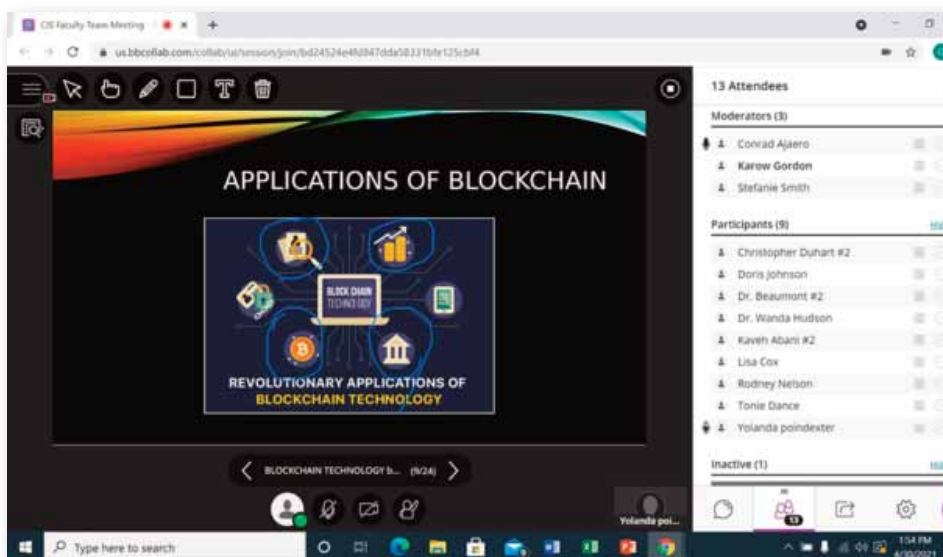 CIS Faculty Team Meeting
us.bbcollab.com/collab/ui/session/join/
APPLICATIONS OF BLOCKCHAIN
BLOCK CHAIN
TECHNOLOGY
REVOLUTIONARY APPLICATIONS OF
BLOCKCHAIN TECHNOLOGY
BLOCKCHAIN TECHNOLOGY b... (9/24)
Yolanda poi...
13 Attendees
Moderators (3)
Conrad Ajaero
Karow Gordon
Stefanie Smith
Participants (9)
Christopher Duhart #2
Doris Johnson
Dr. Beaumont #2
Dr. Wanda Hudson
Kaveh Abani #2
Lisa Cox
Rodney Nelson
Tonie Dance
Yolanda poindexter
Inactive (1)
13
Type here to search
1:54 PM